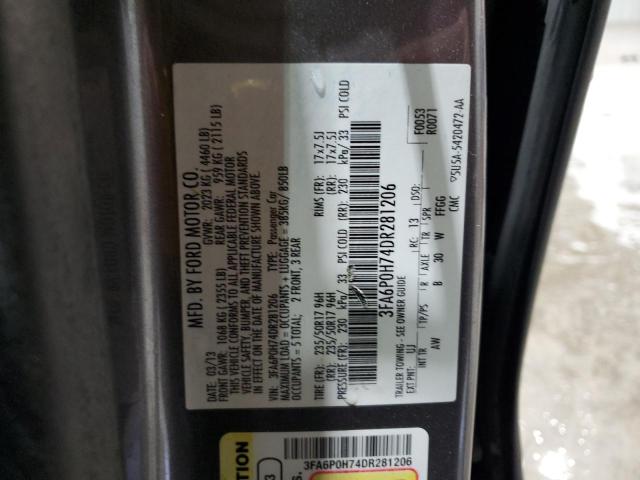 MFD. BY FORD MOTOR CO.
DATE: 03/13 GVWR: 2023 KG ( 4460 LB)
FRONT GAWR: 1068 KG ( 2355 LB) REAR GAWR: 959 KG ( 2115 LB)
THIS VEHICLE CONFORMS TO ALL APPLICABLE FEDERAL MOTOR
VEHICLE SAFETY, BUMPER, AND THEFT PREVENTION STANDARDS
IN EFFECT ON THE DATE OF MANUFACTURE SHOWN ABOVE.
VIN: 3FA6P0H74DR281206 TYPE: Passenger Car
MAXIMUM LOAD = OCCUPANTS + LUGGAGE = 385KG/ 850LB
OCCUPANTS = 5 TOTAL; 2 FRONT, 3 REAR
TIRE (FR): 235/50R17 96H RIMS (FR): 17x7.5J
(RR): 235/50R17 96H (RR): 17x7.5J
PRESSURE (FR): 230 kPa/ 33 PSI COLD (RR): 230 kPa/ 33 PSI COLD
3FA6P0H74DR281206
F0053
R0071
TRAILER TOWING - SEE OWNER GUIDE
EXT PNT: UJ RC: 13 DSO:
INT TR TP/PS R AXLE TR SPR
AW B 30 W FFGG
CMC
5U5A-5420472-AA
3FA6P0H74DR281206